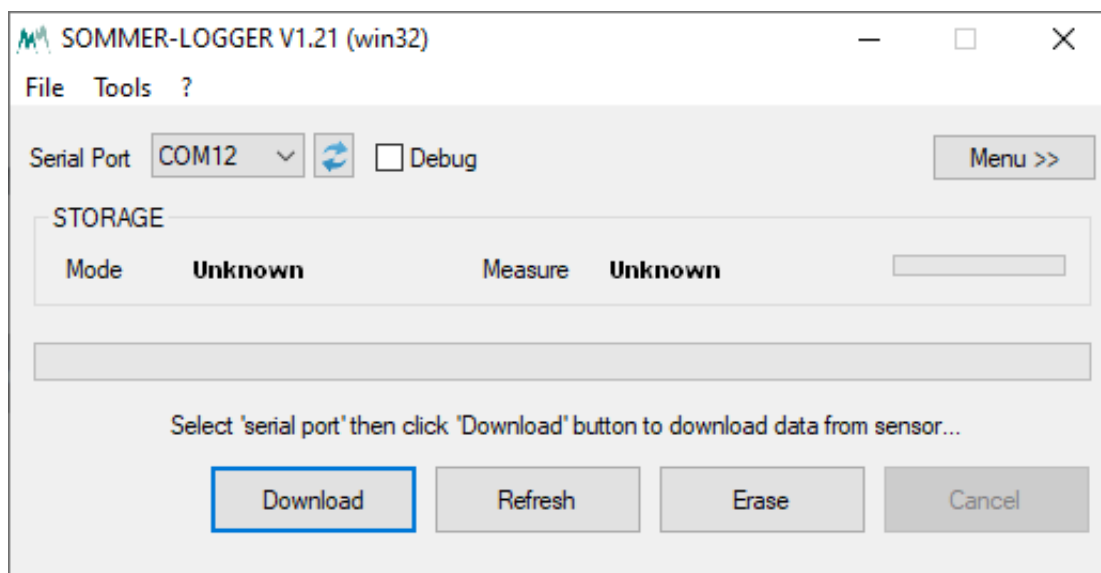 SOMMER-LOGGER V1.21 (win32)
File Tools ?
Serial Port COM12 Debug Menu >>
STORAGE
Mode Unknown Measure Unknown
Select 'serial port' then click 'Download' button to download data from sensor...
Download Refresh Erase Cancel